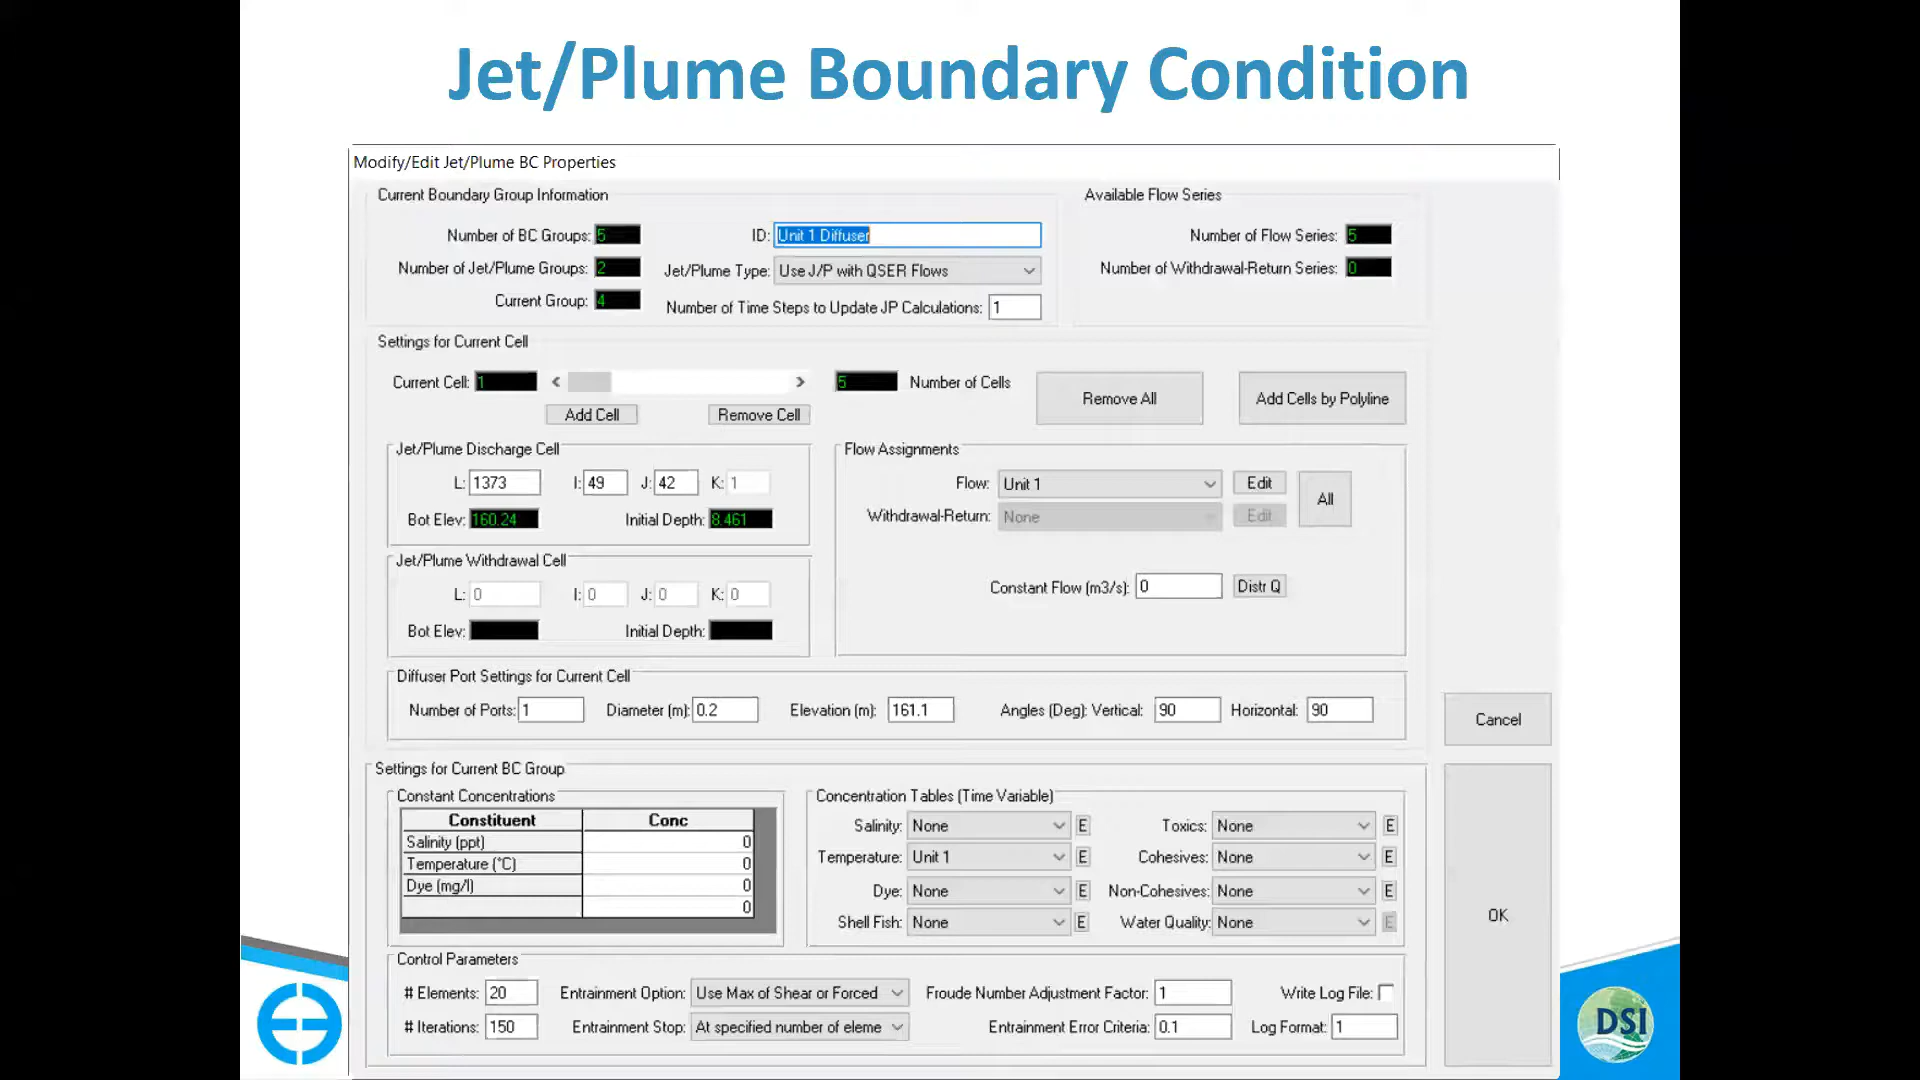 Jet/Plume Boundary Condition
Modify/Edit Jet/Plume BC Properties
Current Boundary Group Information
Available Flow Series
Number of BC Groups: 5
ID: Unit 1 Diffuser
Number of Flow Series: 5
Number of Jet/Plume Groups: 2
Jet/Plume Type: Use J/P with QSER Flows
Number of Withdrawal-Return Series: 0
Current Group: 4
Number of Time Steps to Update JP Calculations: 1
Settings for Current Cell
Current Cell: 1
5 Number of Cells
Remove All
Add Cells by Polyline
Add Cell
Remove Cell
Jet/Plume Discharge Cell
L: 1373 I: 49 J: 42 K: 1
Bot Elev: 160.24 Initial Depth: 8.461
Flow Assignments
Flow: Unit 1 Edit
Withdrawal-Return: None Edit
All
Constant Flow (m3/s): 0 Distr Q
Jet/Plume Withdrawal Cell
L: 0 I: 0 J: 0 K: 0
Bot Elev: Initial Depth:
Diffuser Port Settings for Current Cell
Number of Ports: 1 Diameter (m): 0.2 Elevation (m): 161.1 Angles (Deg): Vertical: 90 Horizontal: 90
Cancel
Settings for Current BC Group
Constant Concentrations
Constituent Conc
Salinity (ppt) 0
Temperature (°C) 0
Dye (mg/l) 0
0
Concentration Tables (Time Variable)
Salinity: None E Toxics: None E
Temperature: Unit 1 E Cohesives: None E
Dye: None E Non-Cohesives: None E
Shell Fish: None E Water Quality: None E
OK
Control Parameters
# Elements: 20 Entrainment Option: Use Max of Shear or Forced Froude Number Adjustment Factor: 1 Write Log File:
# Iterations: 150 Entrainment Stop: At specified number of eleme Entrainment Error Criteria: 0.1 Log Format: 1
DSI